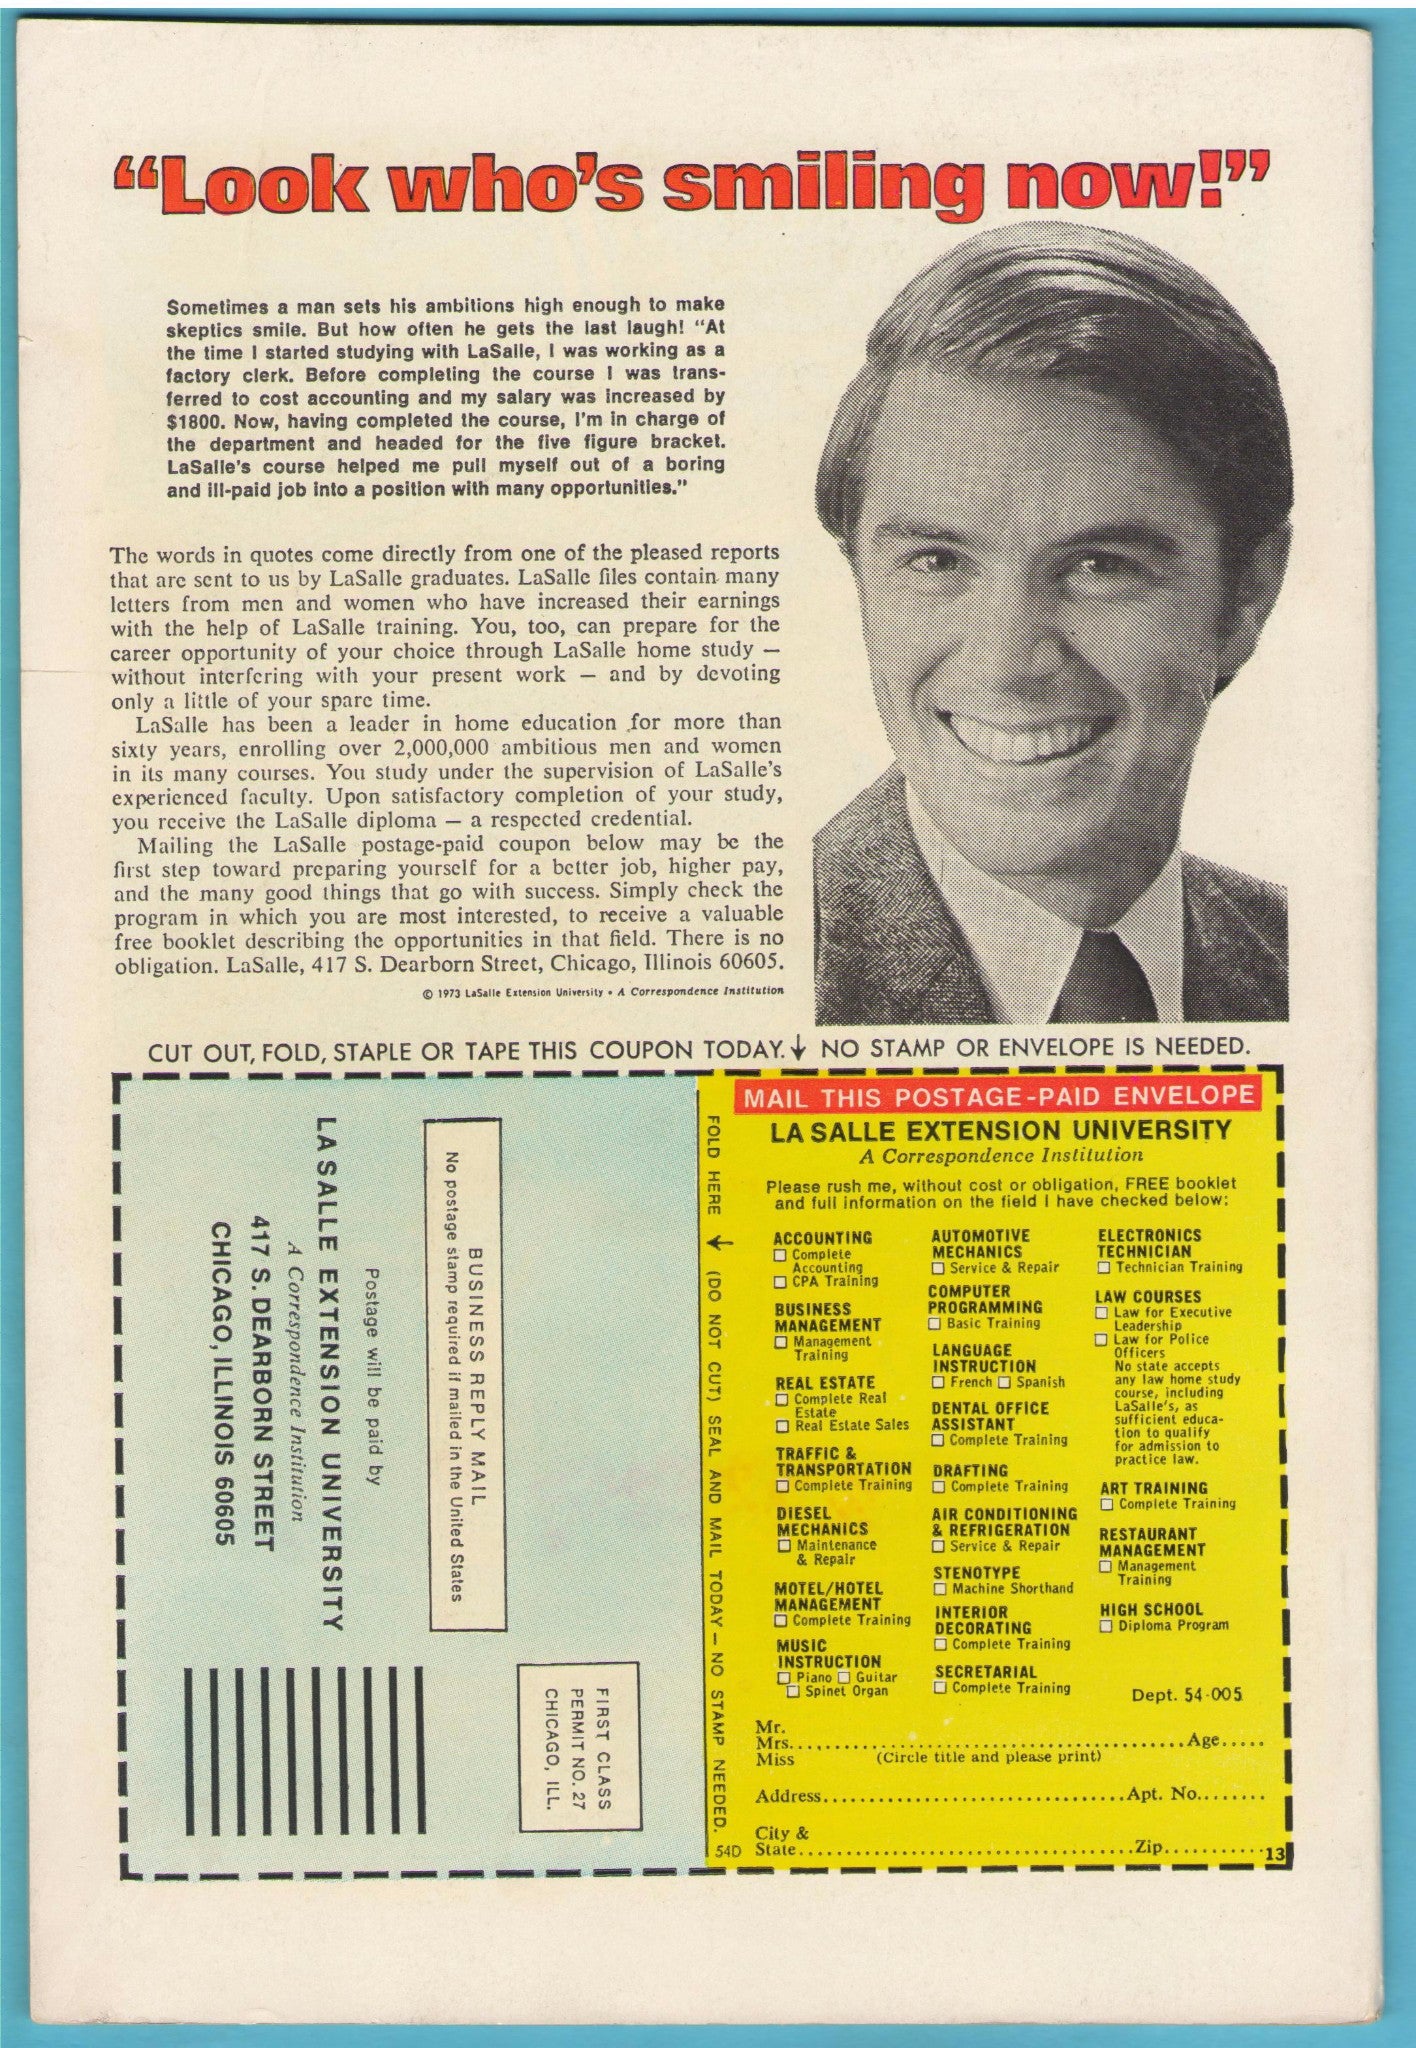 “Look who's smiling now!”
Sometimes a man sets his ambitions high enough to make
skeptics smile. But how often he gets the last laugh! “At
the time I started studying with LaSalle, I was working as a
factory clerk. Before completing the course I was trans-
ferred to cost accounting and my salary was increased by
$1800. Now, having completed the course, I'm in charge of
the department and headed for the five figure bracket.
LaSalle's course helped me pull myself out of a boring
and ill-paid job into a position with many opportunities.”
The words in quotes come directly from one of the pleased reports
that are sent to us by LaSalle graduates. LaSalle files contain many
letters from men and women who have increased their earnings
with the help of LaSalle training. You, too, can prepare for the
career opportunity of your choice through LaSalle home study —
without interfering with your present work — and by devoting
only a little of your spare time.
LaSalle has been a leader in home education for more than
sixty years, enrolling over 2,000,000 ambitious men and women
in its many courses. You study under the supervision of LaSalle's
experienced faculty. Upon satisfactory completion of your study,
you receive the LaSalle diploma — a respected credential.
Mailing the LaSalle postage-paid coupon below may be the
first step toward preparing yourself for a better job, higher pay,
and the many good things that go with success. Simply check the
program in which you are most interested, to receive a valuable
free booklet describing the opportunities in that field. There is no
obligation. LaSalle, 417 S. Dearborn Street, Chicago, Illinois 60605.
© 1973 LaSalle Extension University • A Correspondence Institution
CUT OUT, FOLD, STAPLE OR TAPE THIS COUPON TODAY. ↓ NO STAMP OR ENVELOPE IS NEEDED.
BUSINESS REPLY MAIL
No postage stamp required if mailed in the United States
Postage will be paid by
LA SALLE EXTENSION UNIVERSITY
A Correspondence Institution
417 S. DEARBORN STREET
CHICAGO, ILLINOIS 60605
FIRST CLASS
PERMIT NO. 27
CHICAGO, ILL.
FOLD HERE ↓ (DO NOT CUT) SEAL AND MAIL TODAY — NO STAMP NEEDED.
MAIL THIS POSTAGE-PAID ENVELOPE
LA SALLE EXTENSION UNIVERSITY
A Correspondence Institution
Please rush me, without cost or obligation, FREE booklet
and full information on the field I have checked below:
ACCOUNTING
☐ Complete
Accounting
☐ CPA Training
BUSINESS
MANAGEMENT
☐ Management
Training
REAL ESTATE
☐ Complete Real
Estate
☐ Real Estate Sales
TRAFFIC &
TRANSPORTATION
☐ Complete Training
DIESEL
MECHANICS
☐ Maintenance
& Repair
MOTEL/HOTEL
MANAGEMENT
☐ Complete Training
MUSIC
INSTRUCTION
☐ Piano ☐ Guitar
☐ Spinet Organ
AUTOMOTIVE
MECHANICS
☐ Service & Repair
COMPUTER
PROGRAMMING
☐ Basic Training
LANGUAGE
INSTRUCTION
☐ French ☐ Spanish
DENTAL OFFICE
ASSISTANT
☐ Complete Training
DRAFTING
☐ Complete Training
AIR CONDITIONING
& REFRIGERATION
☐ Service & Repair
STENOTYPE
☐ Machine Shorthand
INTERIOR
DECORATING
☐ Complete Training
SECRETARIAL
☐ Complete Training
ELECTRONICS
TECHNICIAN
☐ Technician Training
LAW COURSES
☐ Law for Executive
Leadership
☐ Law for Police
Officers
No state accepts
any law home study
course, including
LaSalle's, as
sufficient educa-
tion to qualify
for admission to
practice law.
ART TRAINING
☐ Complete Training
RESTAURANT
MANAGEMENT
☐ Management
Training
HIGH SCHOOL
☐ Diploma Program
Dept. 54-005
Mr.
Mrs. Age
Miss (Circle title and please print)
Address Apt. No.
City &
54D State Zip 13